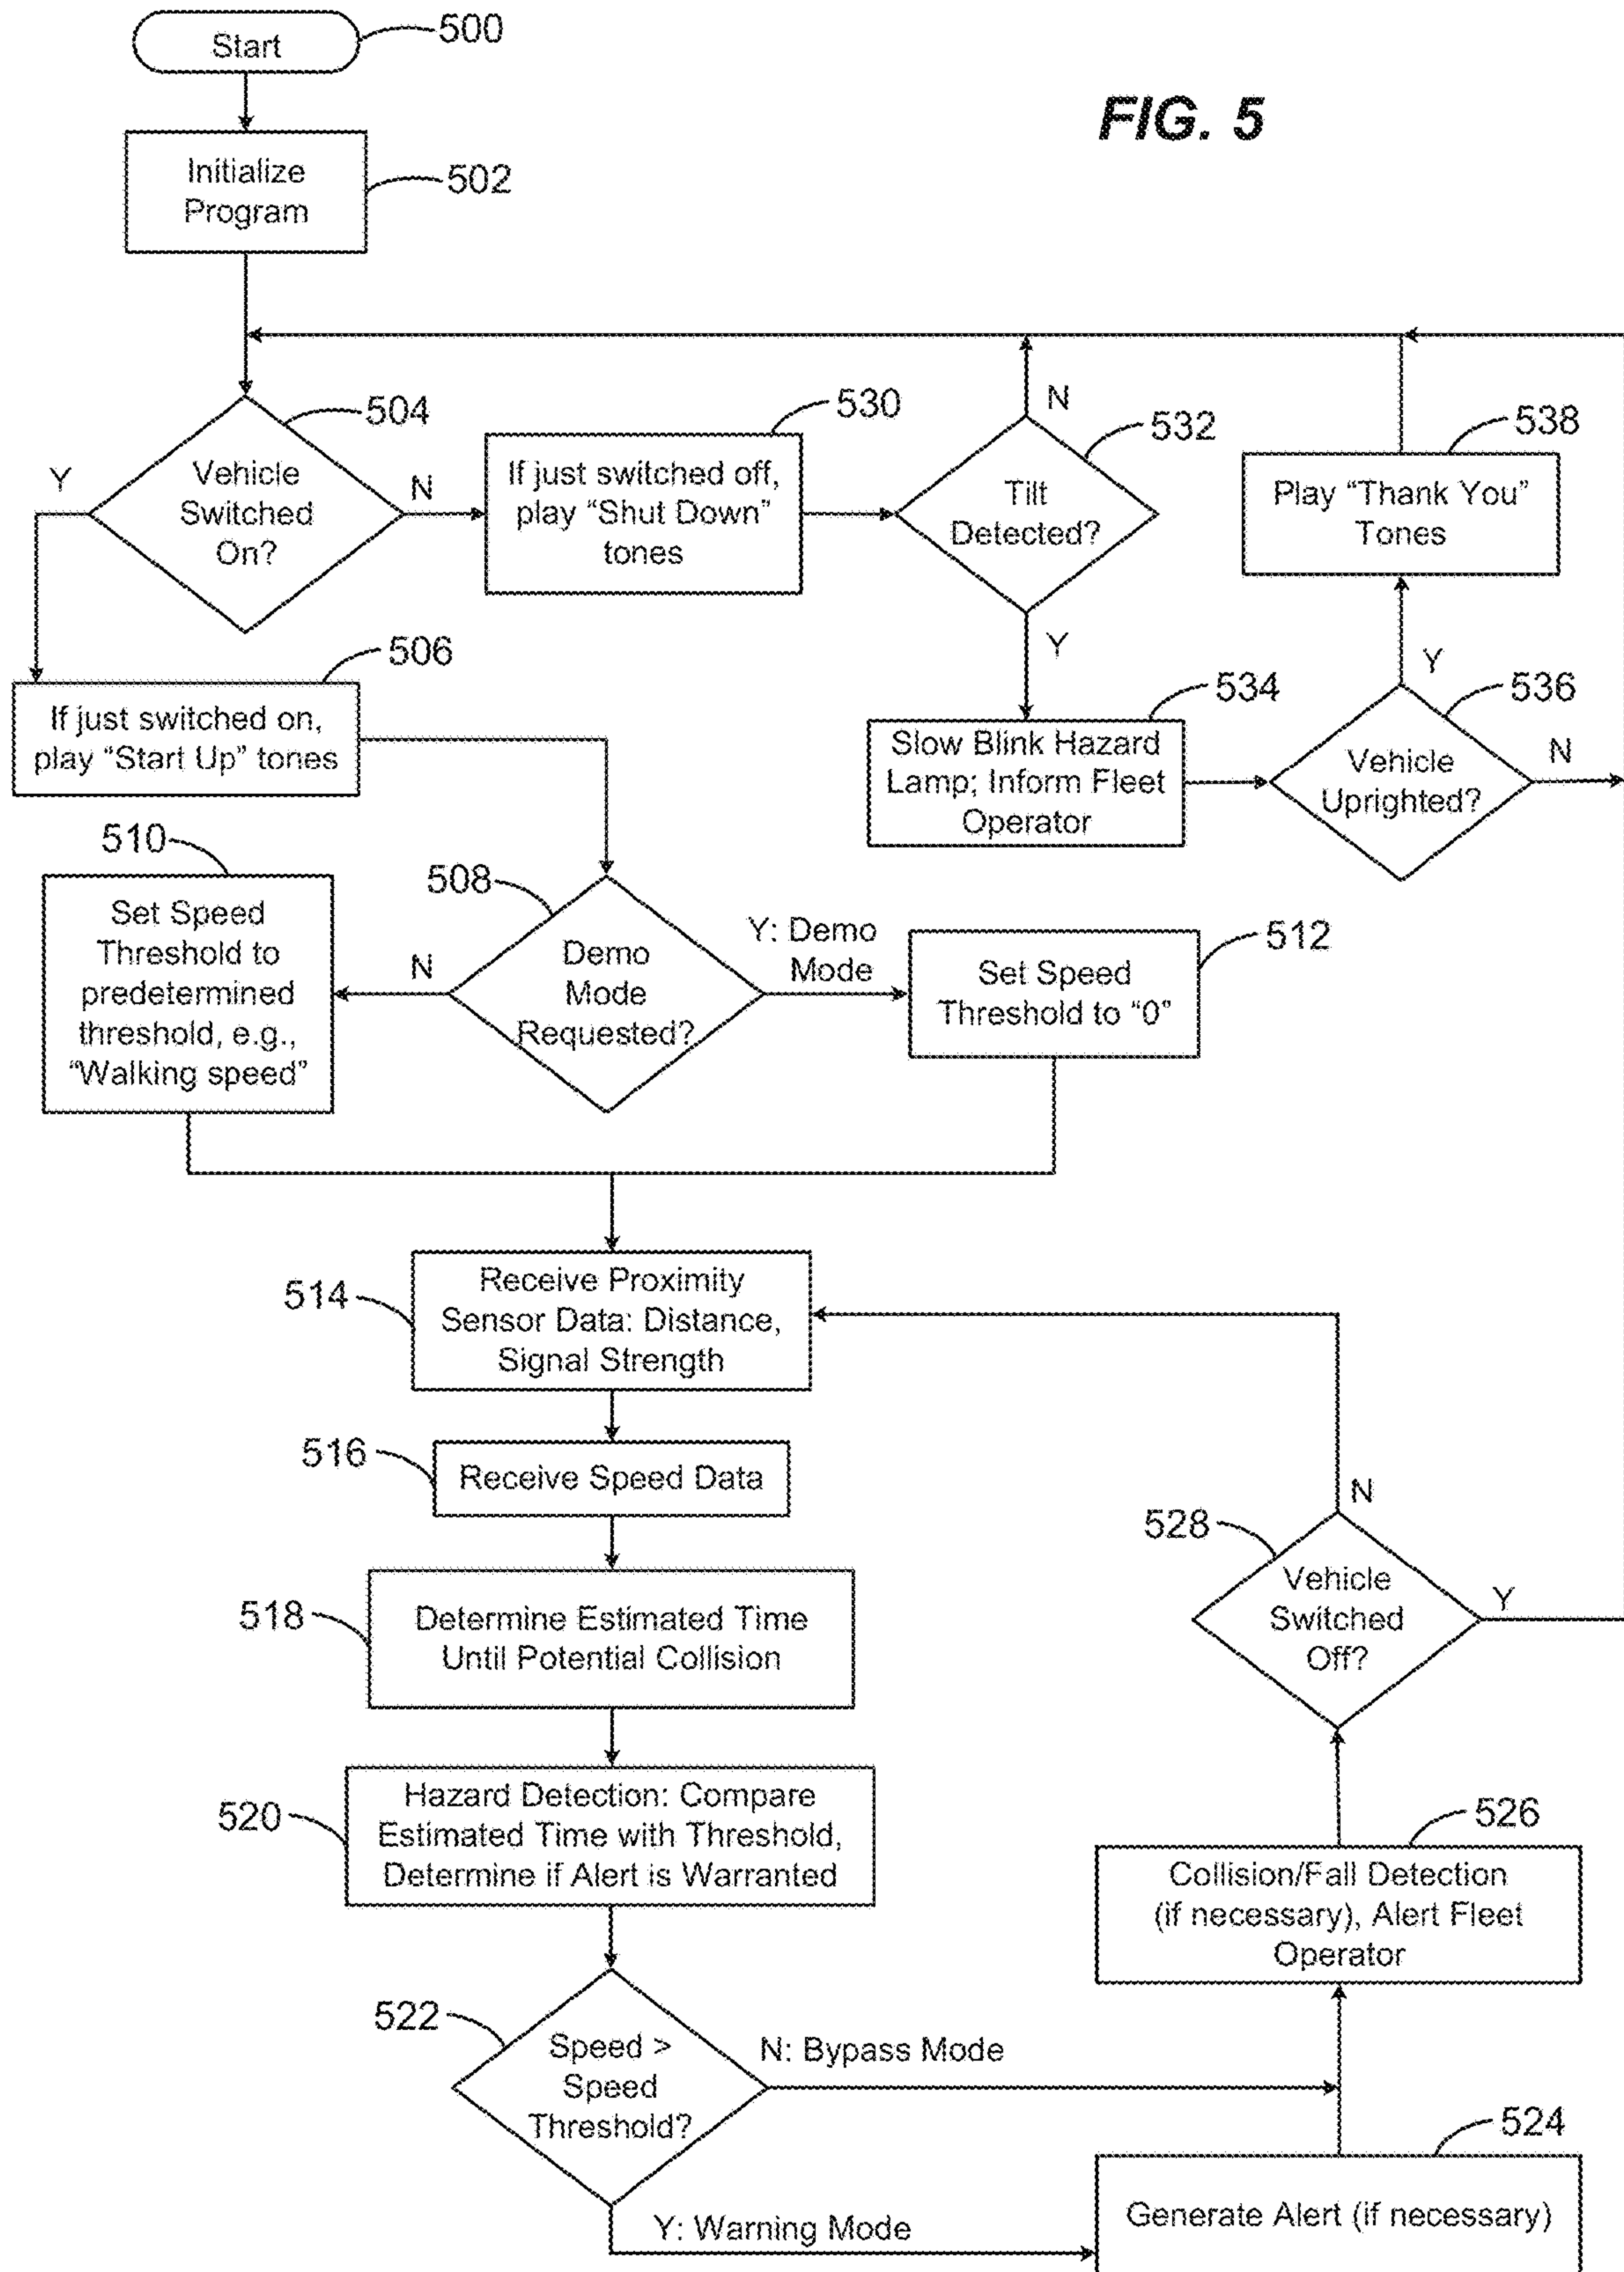 Start
500
FIG. 5
Initialize
Program
502
504
Vehicle
Switched
On?
Y
N
530
If just switched off,
play “Shut Down”
tones
532
Tilt
Detected?
N
Y
538
Play “Thank You”
Tones
506
If just switched on,
play “Start Up” tones
534
Slow Blink Hazard
Lamp; Inform Fleet
Operator
536
Vehicle
Uprighted?
Y
N
510
Set Speed
Threshold to
predetermined
threshold, e.g.,
“Walking speed”
508
Demo
Mode
Requested?
N
Y: Demo
Mode
512
Set Speed
Threshold to “0”
514
Receive Proximity
Sensor Data: Distance,
Signal Strength
516
Receive Speed Data
518
Determine Estimated Time
Until Potential Collision
520
Hazard Detection: Compare
Estimated Time with Threshold,
Determine if Alert is Warranted
522
Speed >
Speed
Threshold?
N: Bypass Mode
Y: Warning Mode
524
Generate Alert (if necessary)
526
Collision/Fall Detection
(if necessary), Alert Fleet
Operator
528
Vehicle
Switched
Off?
N
Y